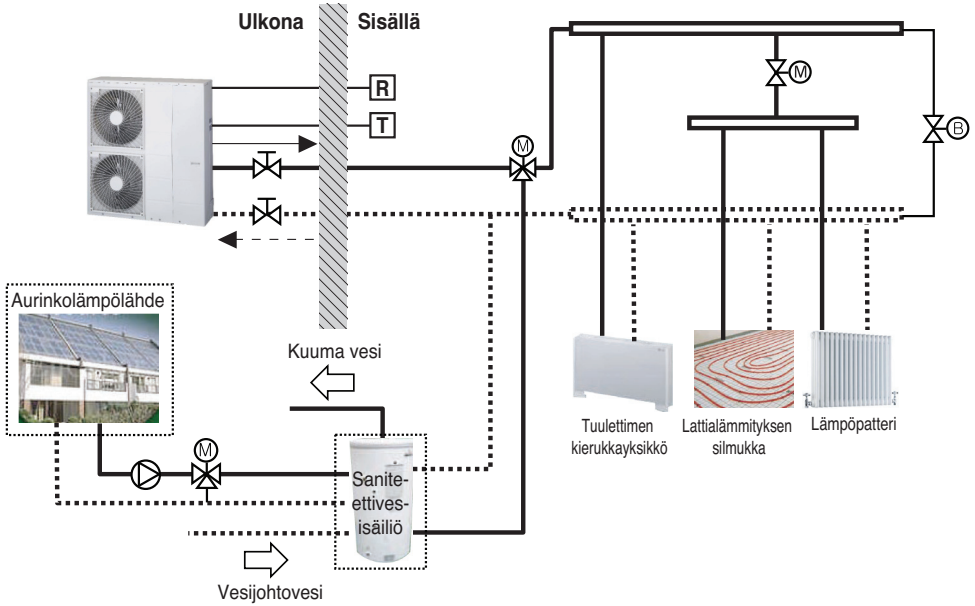 Ulkona
Sisällä
R
T
M
M
B
Aurinkolämpölähde
Kuuma vesi
M
Sanite-
ettives-
isäiliö
Tuulettimen
kierukkayksikkö
Lattialämmityksen
silmukka
Lämpöpatteri
Vesijohtovesi